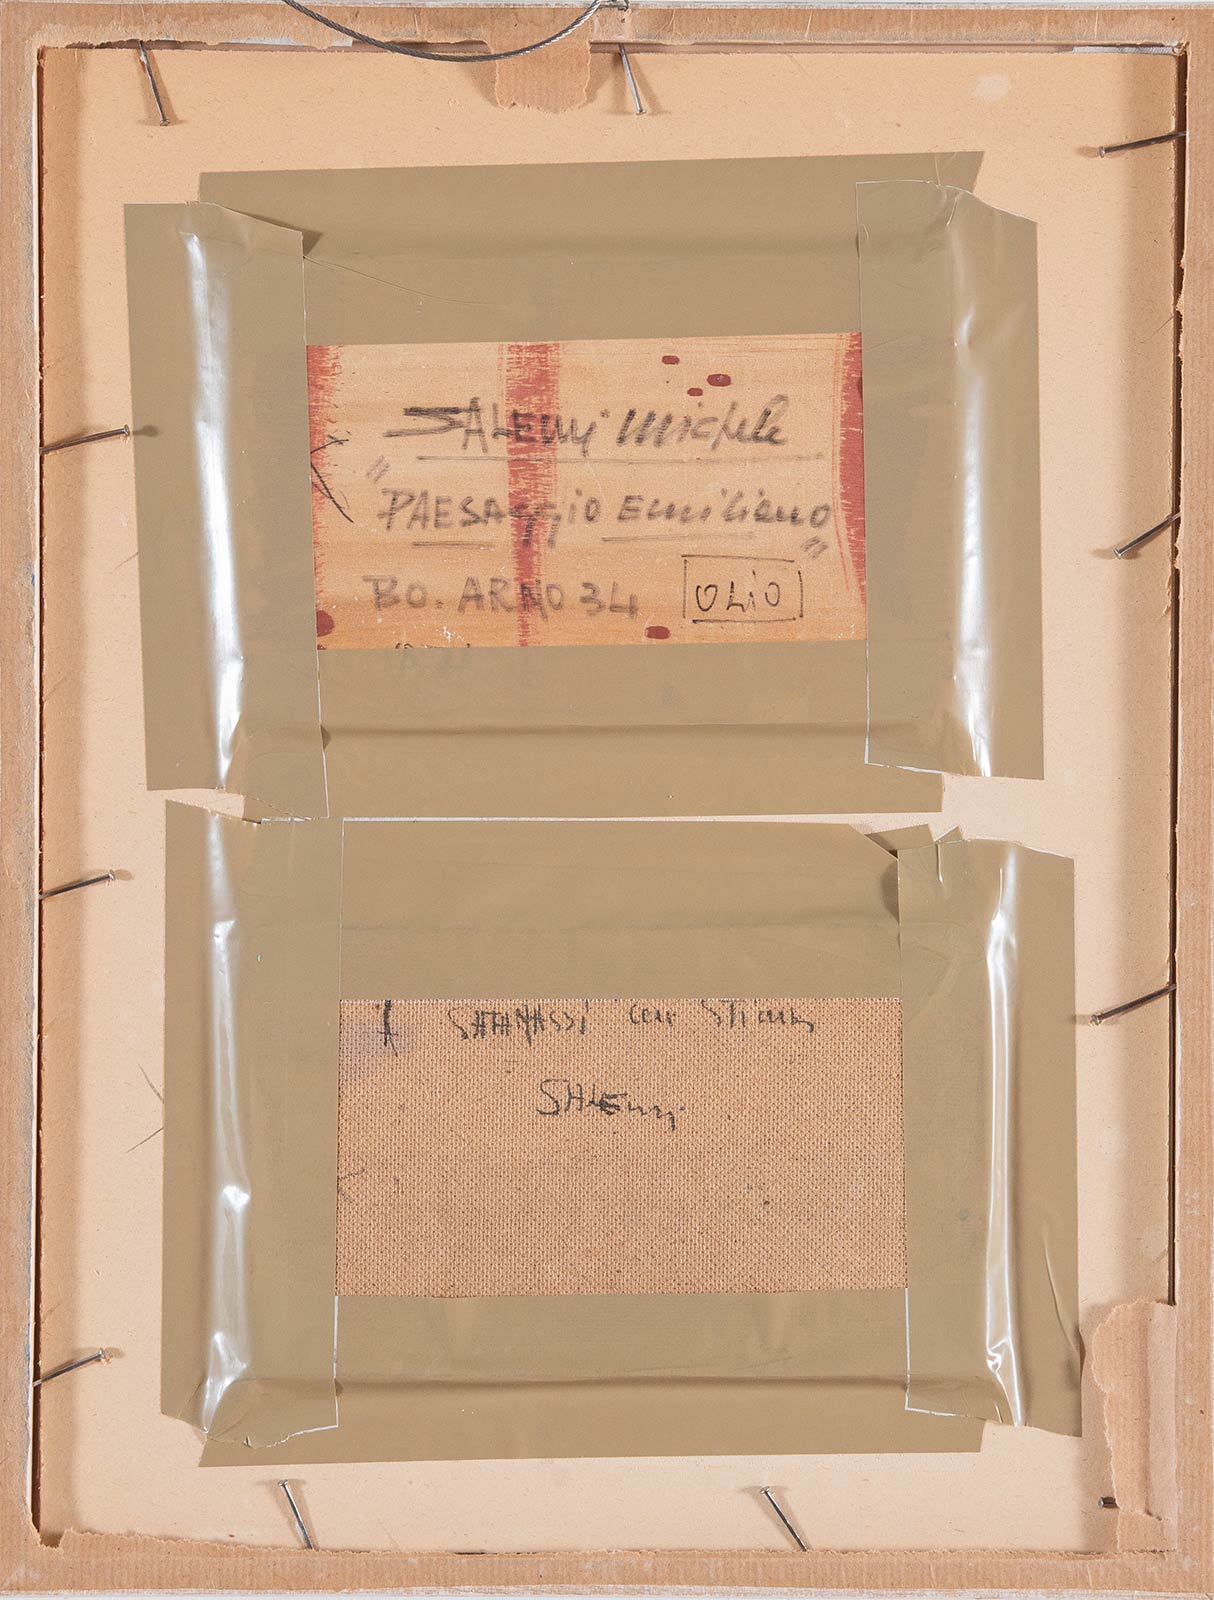 SALEMI Michele
"PAESAggio Emiliano"
BO. ARNO 34 OLiO
SALEmi